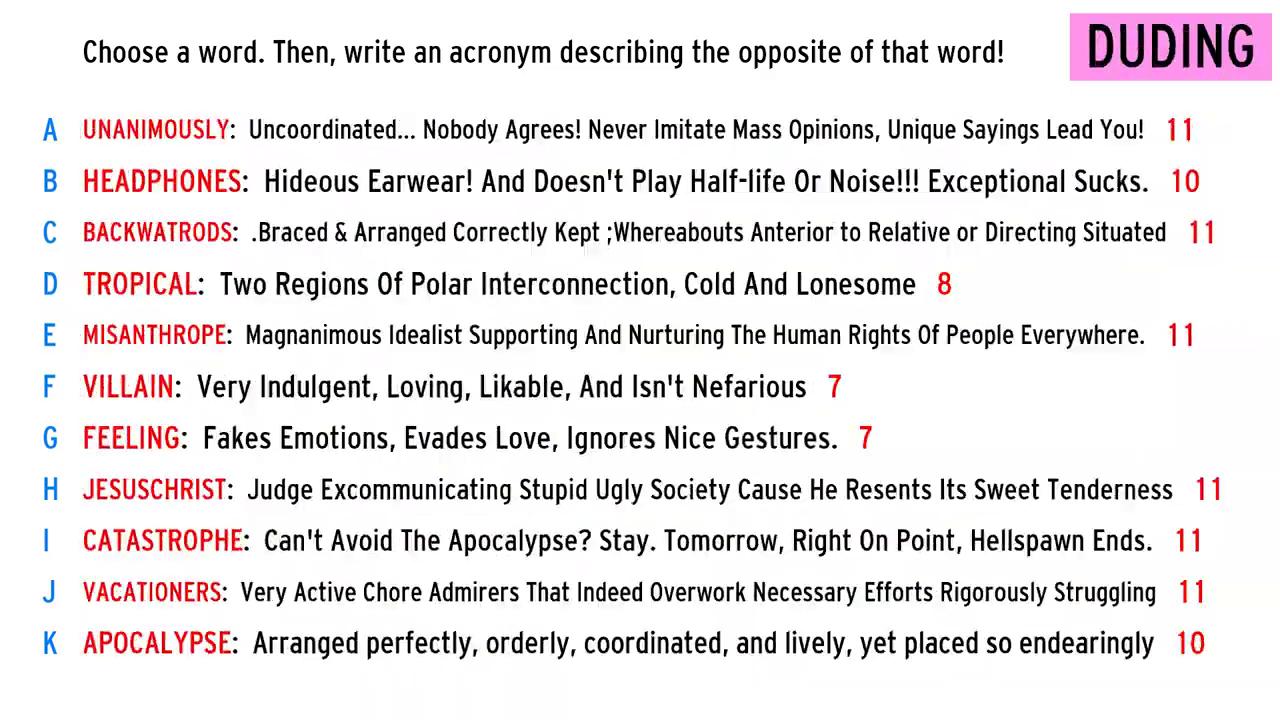 Choose a word. Then, write an acronym describing the opposite of that word!
DUDING
A UNANIMOUSLY: Uncoordinated... Nobody Agrees! Never Imitate Mass Opinions, Unique Sayings Lead You! 11
B HEADPHONES: Hideous Earwear! And Doesn't Play Half-life Or Noise!!! Exceptional Sucks. 10
C BACKWATRODS: .Braced & Arranged Correctly Kept ;Whereabouts Anterior to Relative or Directing Situated 11
D TROPICAL: Two Regions Of Polar Interconnection, Cold And Lonesome 8
E MISANTHROPE: Magnanimous Idealist Supporting And Nurturing The Human Rights Of People Everywhere. 11
F VILLAIN: Very Indulgent, Loving, Likable, And Isn't Nefarious 7
G FEELING: Fakes Emotions, Evades Love, Ignores Nice Gestures. 7
H JESUSCHRIST: Judge Excommunicating Stupid Ugly Society Cause He Resents Its Sweet Tenderness 11
I CATASTROPHE: Can't Avoid The Apocalypse? Stay. Tomorrow, Right On Point, Hellspawn Ends. 11
J VACATIONERS: Very Active Chore Admirers That Indeed Overwork Necessary Efforts Rigorously Struggling 11
K APOCALYPSE: Arranged perfectly, orderly, coordinated, and lively, yet placed so endearingly 10